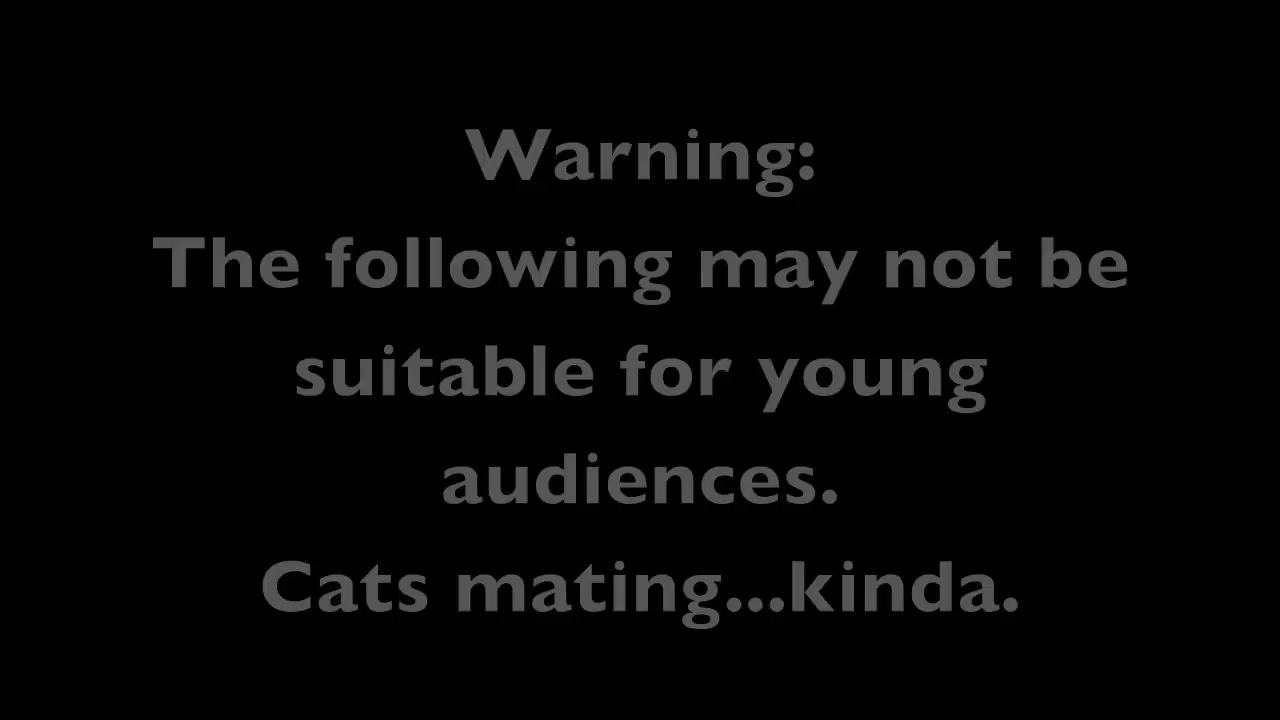 Warning:
The following may not be
suitable for young
audiences.
Cats mating...kinda.